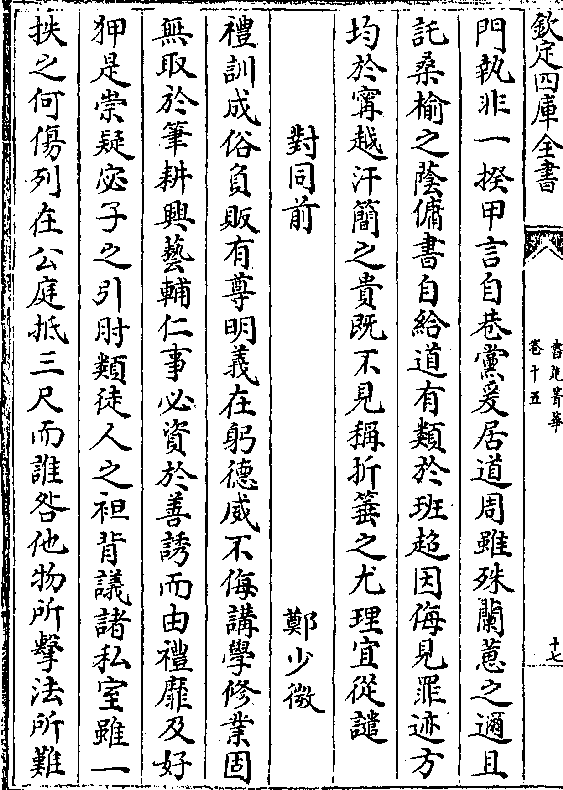 欽定四庫全書
書苑菁華
卷十五
十七
門執非一揆甲言自巷黨爰居道周雖殊蘭蕙之邇且
託桑榆之蔭傭書自給道有類於班超因侮見罪迹方
均於甯越汗簡之貴既不見稱折菙之尤理宜從譴
對同前
鄭少微
禮訓成俗負販有尊明義在躬德威不侮講學修業固
無取於筆耕興藝輔仁事必資於善誘而由禮靡及好
狎是崇疑宓子之引肘類徒人之袒背議諸私室雖一
抶之何傷列在公庭抵三尺而誰咎他物所擊法所難